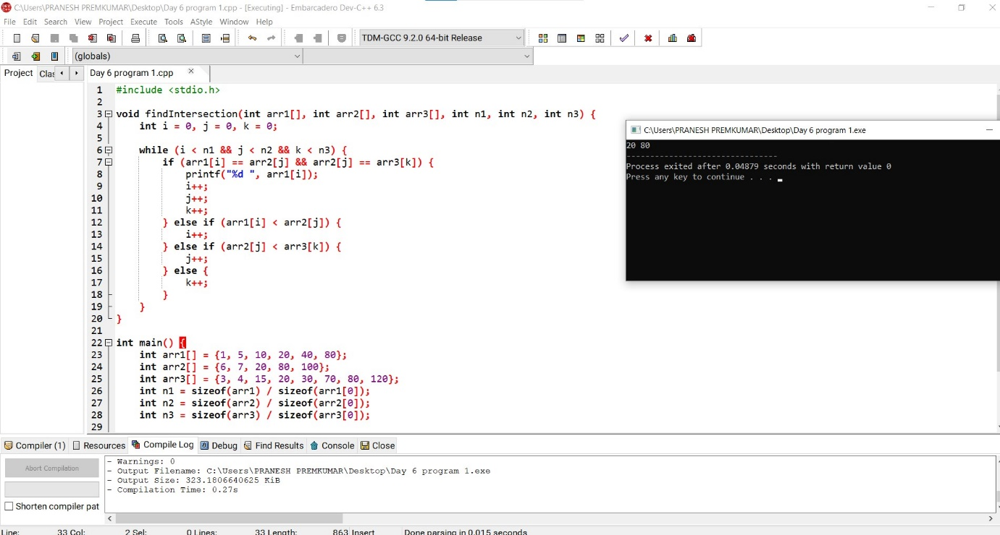 C:\Users\PRANESH PREMKUMAR\Desktop\Day 6 program 1.cpp - [Executing] - Embarcadero Dev-C++ 6.3
File Edit Search View Project Execute Tools AStyle Window Help
TDM-GCC 9.2.0 64-bit Release
(globals)
Project Clas Day 6 program 1.cpp
1 #include <stdio.h>
2
3 void findIntersection(int arr1[], int arr2[], int arr3[], int n1, int n2, int n3) {
4 int i = 0, j = 0, k = 0;
5
6 while (i < n1 && j < n2 && k < n3) {
7 if (arr1[i] == arr2[j] && arr2[j] == arr3[k]) {
8 printf("%d ", arr1[i]);
9 i++;
10 j++;
11 k++;
12 } else if (arr1[i] < arr2[j]) {
13 i++;
14 } else if (arr2[j] < arr3[k]) {
15 j++;
16 } else {
17 k++;
18 }
19 }
20 }
21
22 int main() {
23 int arr1[] = {1, 5, 10, 20, 40, 80};
24 int arr2[] = {6, 7, 20, 80, 100};
25 int arr3[] = {3, 4, 15, 20, 30, 70, 80, 120};
26 int n1 = sizeof(arr1) / sizeof(arr1[0]);
27 int n2 = sizeof(arr2) / sizeof(arr2[0]);
28 int n3 = sizeof(arr3) / sizeof(arr3[0]);
29
C:\Users\PRANESH PREMKUMAR\Desktop\Day 6 program 1.exe
20 80
--------------------------------
Process exited after 0.04879 seconds with return value 0
Press any key to continue . . .
Compiler (1) Resources Compile Log Debug Find Results Console Close
Abort Compilation
Shorten compiler pat
- Warnings: 0
- Output Filename: C:\Users\PRANESH PREMKUMAR\Desktop\Day 6 program 1.exe
- Output Size: 323.1806640625 KiB
- Compilation Time: 0.27s
Line: 33 Col: 2 Sel: 0 Lines: 33 Length: 863 Insert Done parsing in 0.015 seconds